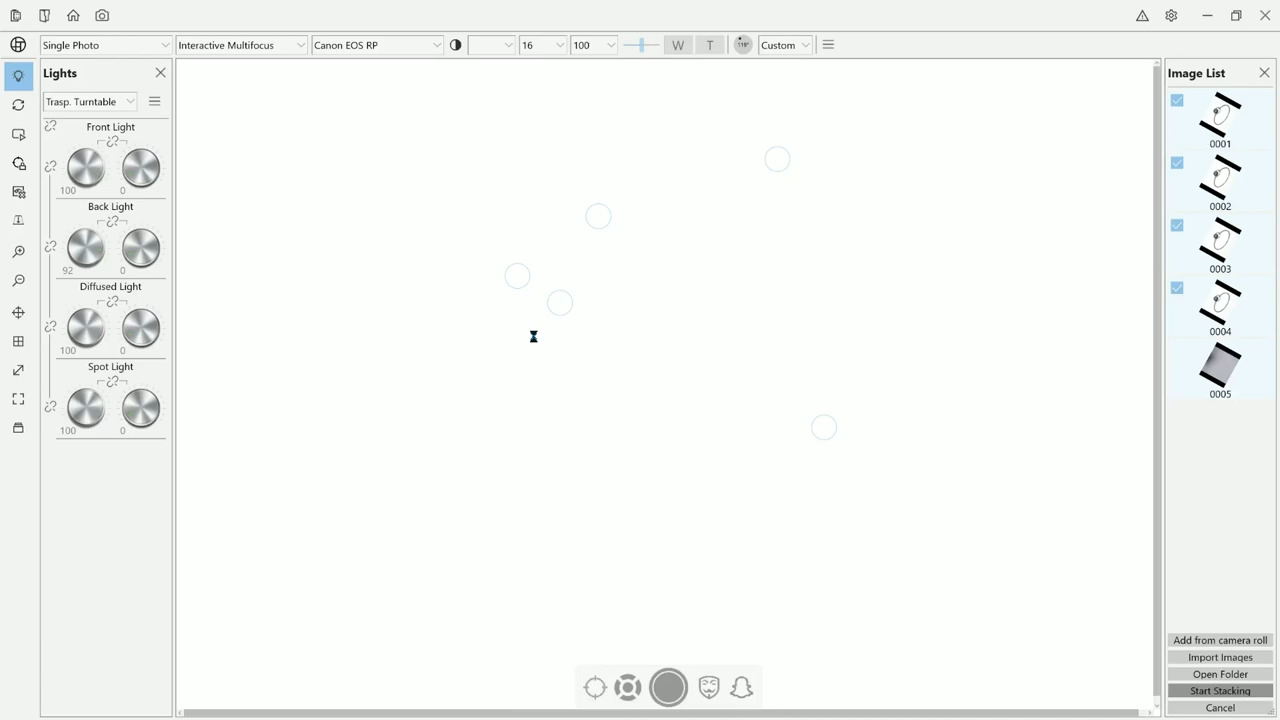 Single Photo
Interactive Multifocus
Canon EOS RP
16
100
W
T
Custom
Lights
Trasp. Turntable
Front Light
100
0
Back Light
92
0
Diffused Light
100
0
Spot Light
100
0
Image List
0001
0002
0003
0004
0005
Add from camera roll
Import Images
Open Folder
Start Stacking
Cancel